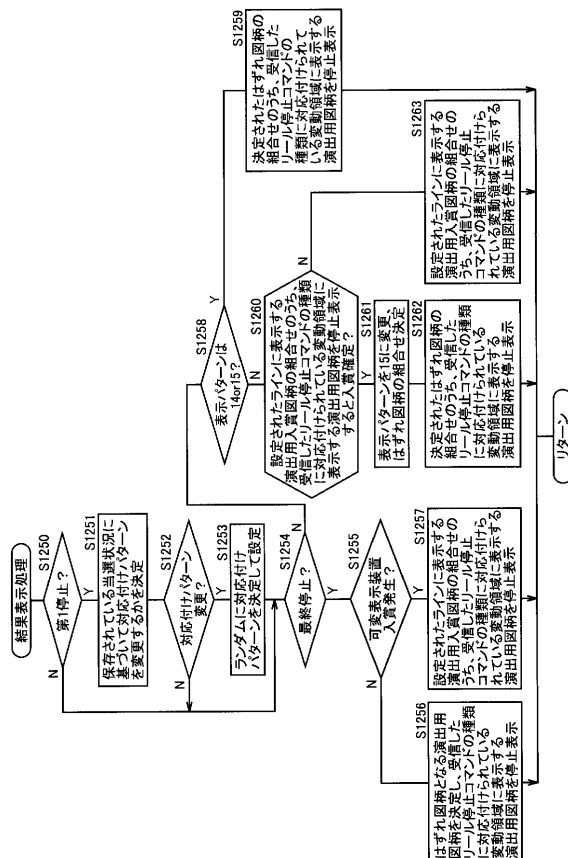 結果表示処理
S1250
第1停止?
N
Y
S1251
保存されている当選状況に
基づいて対応付けパターン
を変更するかを決定
S1252
対応付けパターン
変更?
N
Y
S1253
ランダムに対応付け
パターンを決定して設定
S1254
最終停止?
N
Y
S1255
可変表示装置
入賞発生?
N
Y
S1256
はずれ図柄となる演出用
図柄を決定し、受信した
リール停止コマンドの種類
に対応付けられている
変動領域に表示する
演出用図柄を停止表示
S1257
設定されたラインに表示する
演出用入賞図柄の組合せの
うち、受信したリール停止
コマンドの種類に対応付けら
れている変動領域に表示する
演出用図柄を停止表示
S1258
表示パターンは
14or15?
Y
N
S1259
決定されたはずれ図柄の
組合せのうち、受信した
リール停止コマンドの
種類に対応付けられて
いる変動領域に表示する
演出用図柄を停止表示
S1260
設定されたラインに表示する
演出用入賞図柄の組合せのうち、
受信したリール停止コマンドの種類
に対応付けられている変動領域に
表示する演出用図柄を停止表示
すると入賞確定?
N
Y
S1261
表示パターンを15に変更、
はずれ図柄の組合せ決定
S1262
決定されたはずれ図柄の
組合せのうち、受信した
リール停止コマンドの種類
に対応付けられている
変動領域に表示する
演出用図柄を停止表示
S1263
設定されたラインに表示する
演出用入賞図柄の組合せの
うち、受信したリール停止
コマンドの種類に対応付けら
れている変動領域に表示する
演出用図柄を停止表示
リターン